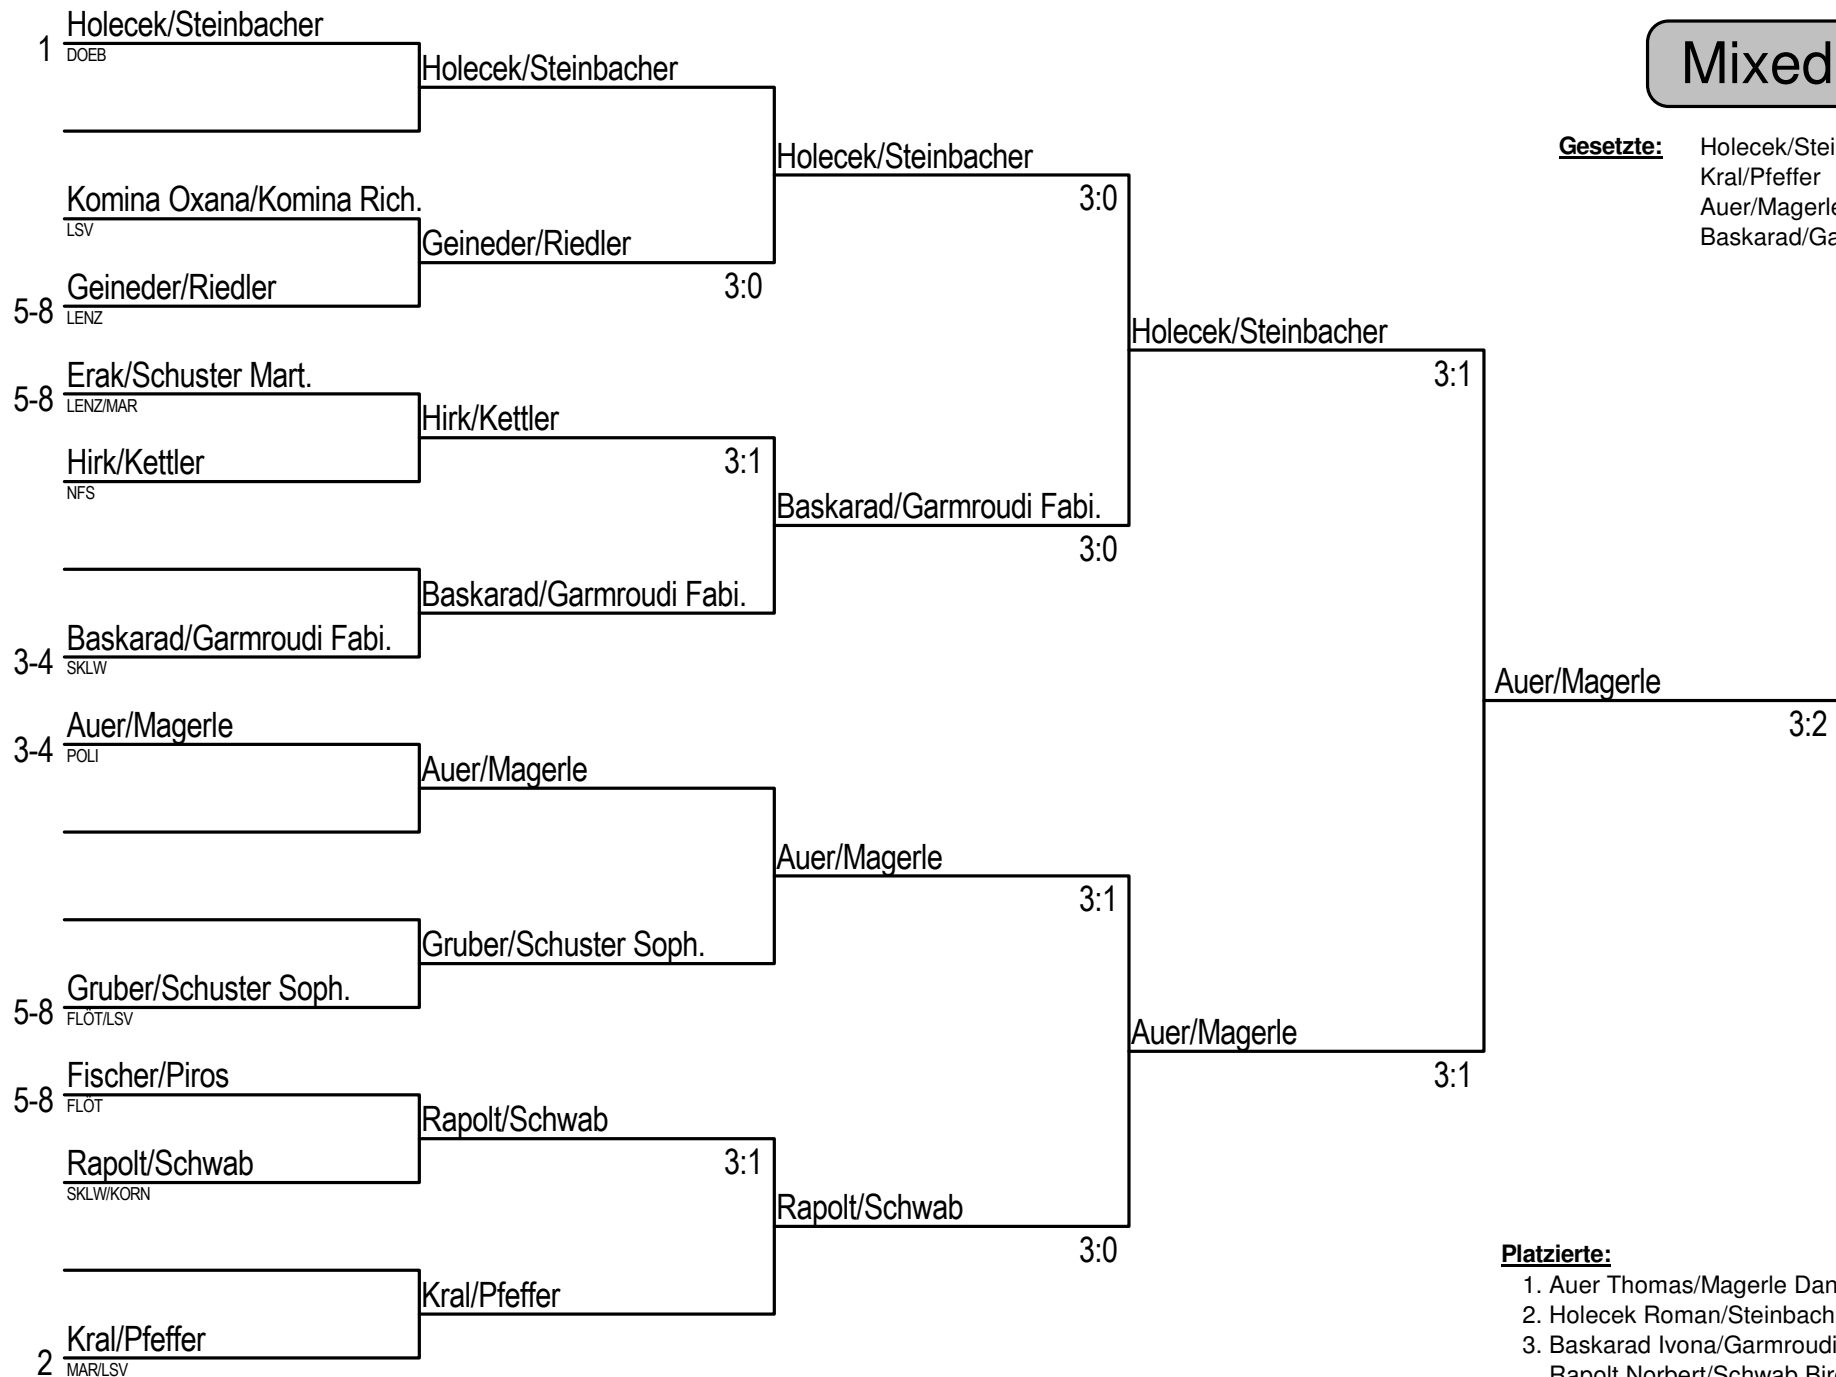 Holecek/Steinbacher
1 DOEB
Holecek/Steinbacher
Mixed
Gesetzte: Holecek/Stei
Kral/Pfeffer
Auer/Magerle
Baskarad/Ga
Holecek/Steinbacher
3:0
Komina Oxana/Komina Rich.
LSV
Geineder/Riedler
3:0
Geineder/Riedler
5-8 LENZ
Holecek/Steinbacher
3:1
Erak/Schuster Mart.
5-8 LENZ/MAR
Hirk/Kettler
3:1
Hirk/Kettler
NFS
Baskarad/Garmroudi Fabi.
3:0
Baskarad/Garmroudi Fabi.
Baskarad/Garmroudi Fabi.
3-4 SKLW
Auer/Magerle
3:2
Auer/Magerle
3-4 POLI
Auer/Magerle
Auer/Magerle
3:1
Gruber/Schuster Soph.
Gruber/Schuster Soph.
5-8 FLÖT/LSV
Auer/Magerle
3:1
Fischer/Piros
5-8 FLÖT
Rapolt/Schwab
3:1
Rapolt/Schwab
SKLW/KORN
Rapolt/Schwab
3:0
Kral/Pfeffer
Kral/Pfeffer
2 MAR/LSV
Platzierte:
1. Auer Thomas/Magerle Dan
2. Holecek Roman/Steinbach
3. Baskarad Ivona/Garmroudi
Rapolt Norbert/Schwab Bir